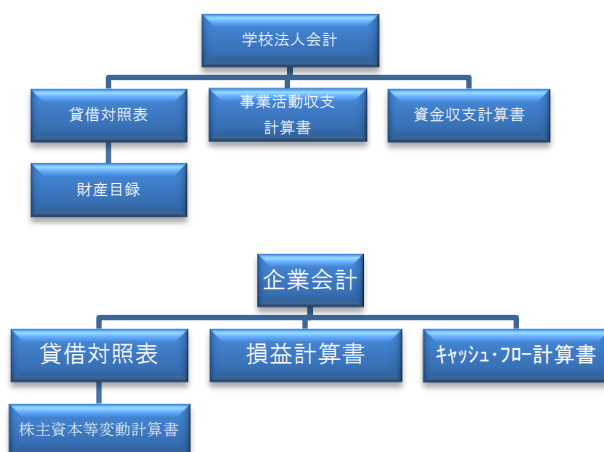 学校法人会計
貸借対照表
事業活動収支
計算書
資金収支計算書
財産目録
企業会計
貸借対照表
損益計算書
ｷｬｯｼｭ・ﾌﾛｰ計算書
株主資本等変動計算書